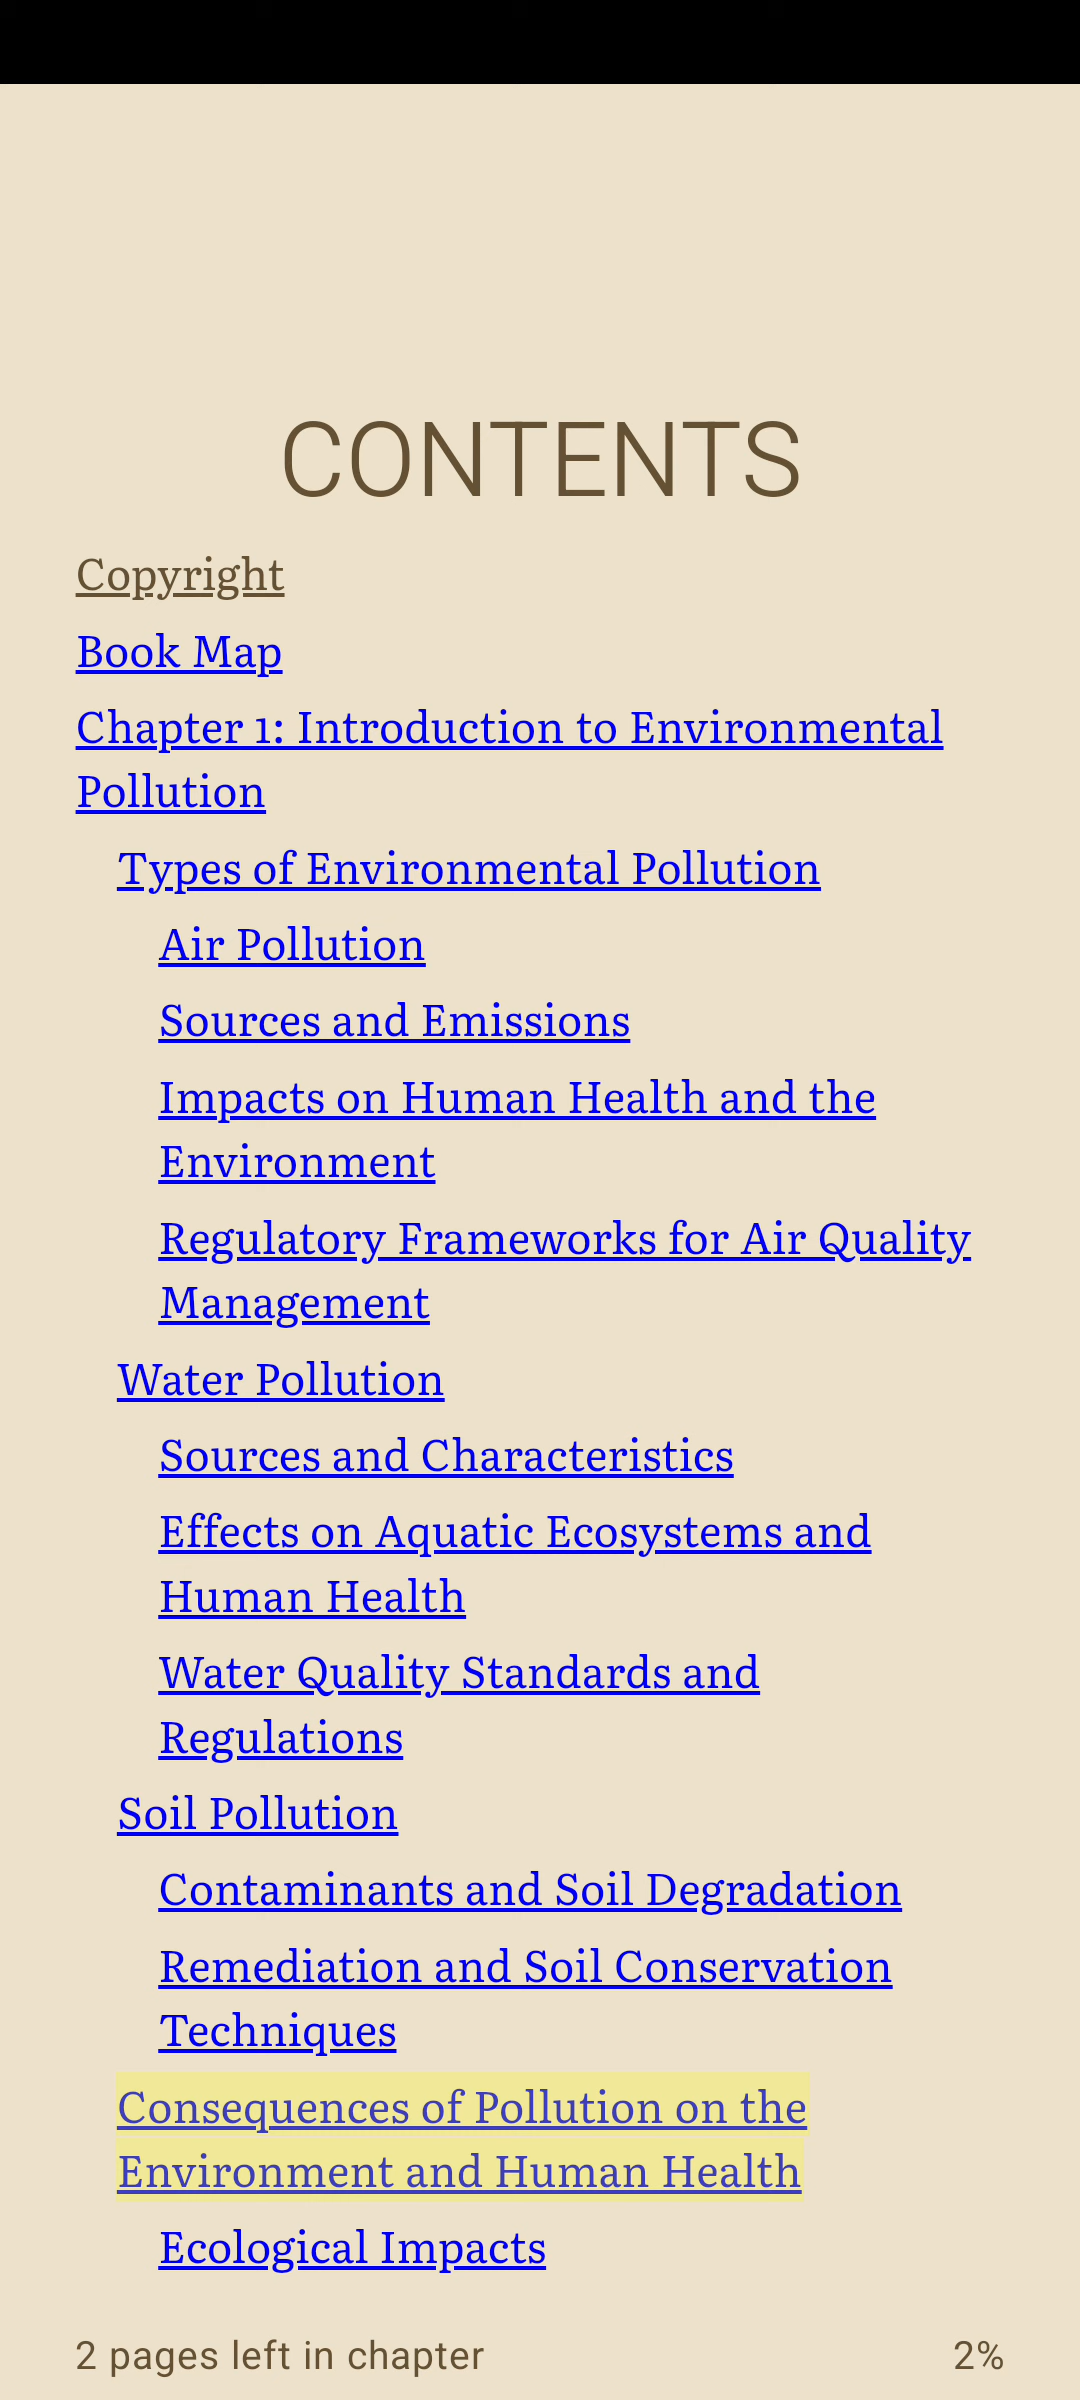 CONTENTS
Copyright
Book Map
Chapter 1: Introduction to Environmental
Pollution
Types of Environmental Pollution
Air Pollution
Sources and Emissions
Impacts on Human Health and the
Environment
Regulatory Frameworks for Air Quality
Management
Water Pollution
Sources and Characteristics
Effects on Aquatic Ecosystems and
Human Health
Water Quality Standards and
Regulations
Soil Pollution
Contaminants and Soil Degradation
Remediation and Soil Conservation
Techniques
Consequences of Pollution on the
Environment and Human Health
Ecological Impacts
2 pages left in chapter 2%